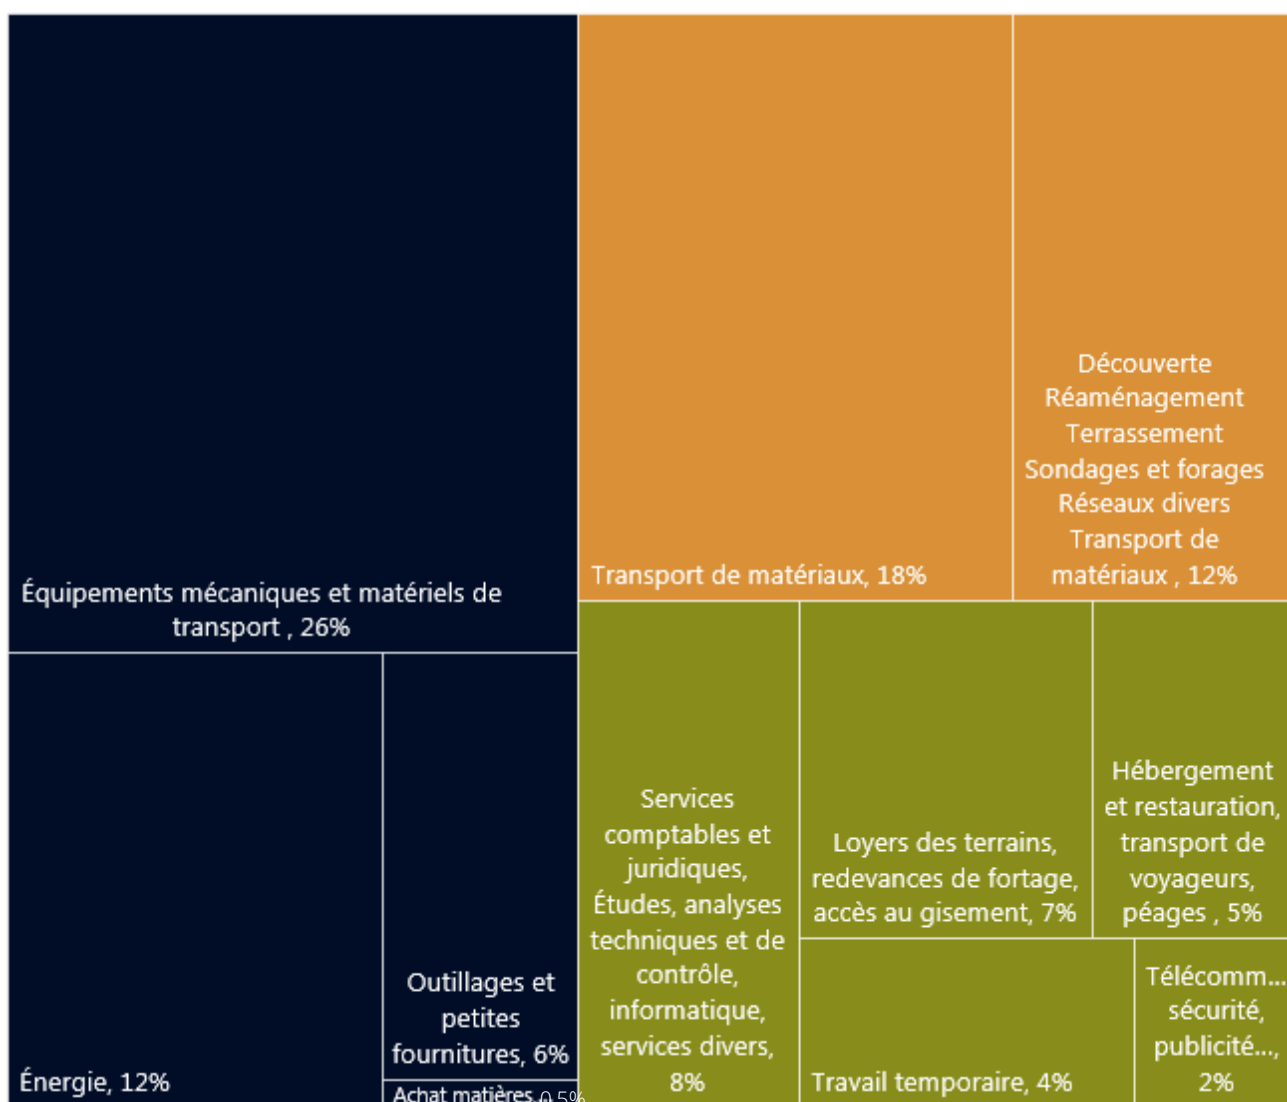 Équipements mécaniques et matériels de
transport , 26%
Transport de matériaux, 18%
Découverte
Réaménagement
Terrassement
Sondages et forages
Réseaux divers
Transport de
matériaux , 12%
Énergie, 12%
Outillages et
petites
fournitures, 6%
Achat matières... 0,5%
Services
comptables et
juridiques,
Études, analyses
techniques et de
contrôle,
informatique,
services divers,
8%
Loyers des terrains,
redevances de fortage,
accès au gisement, 7%
Hébergement
et restauration,
transport de
voyageurs,
péages , 5%
Travail temporaire, 4%
Télécomm...
sécurité,
publicité...,
2%